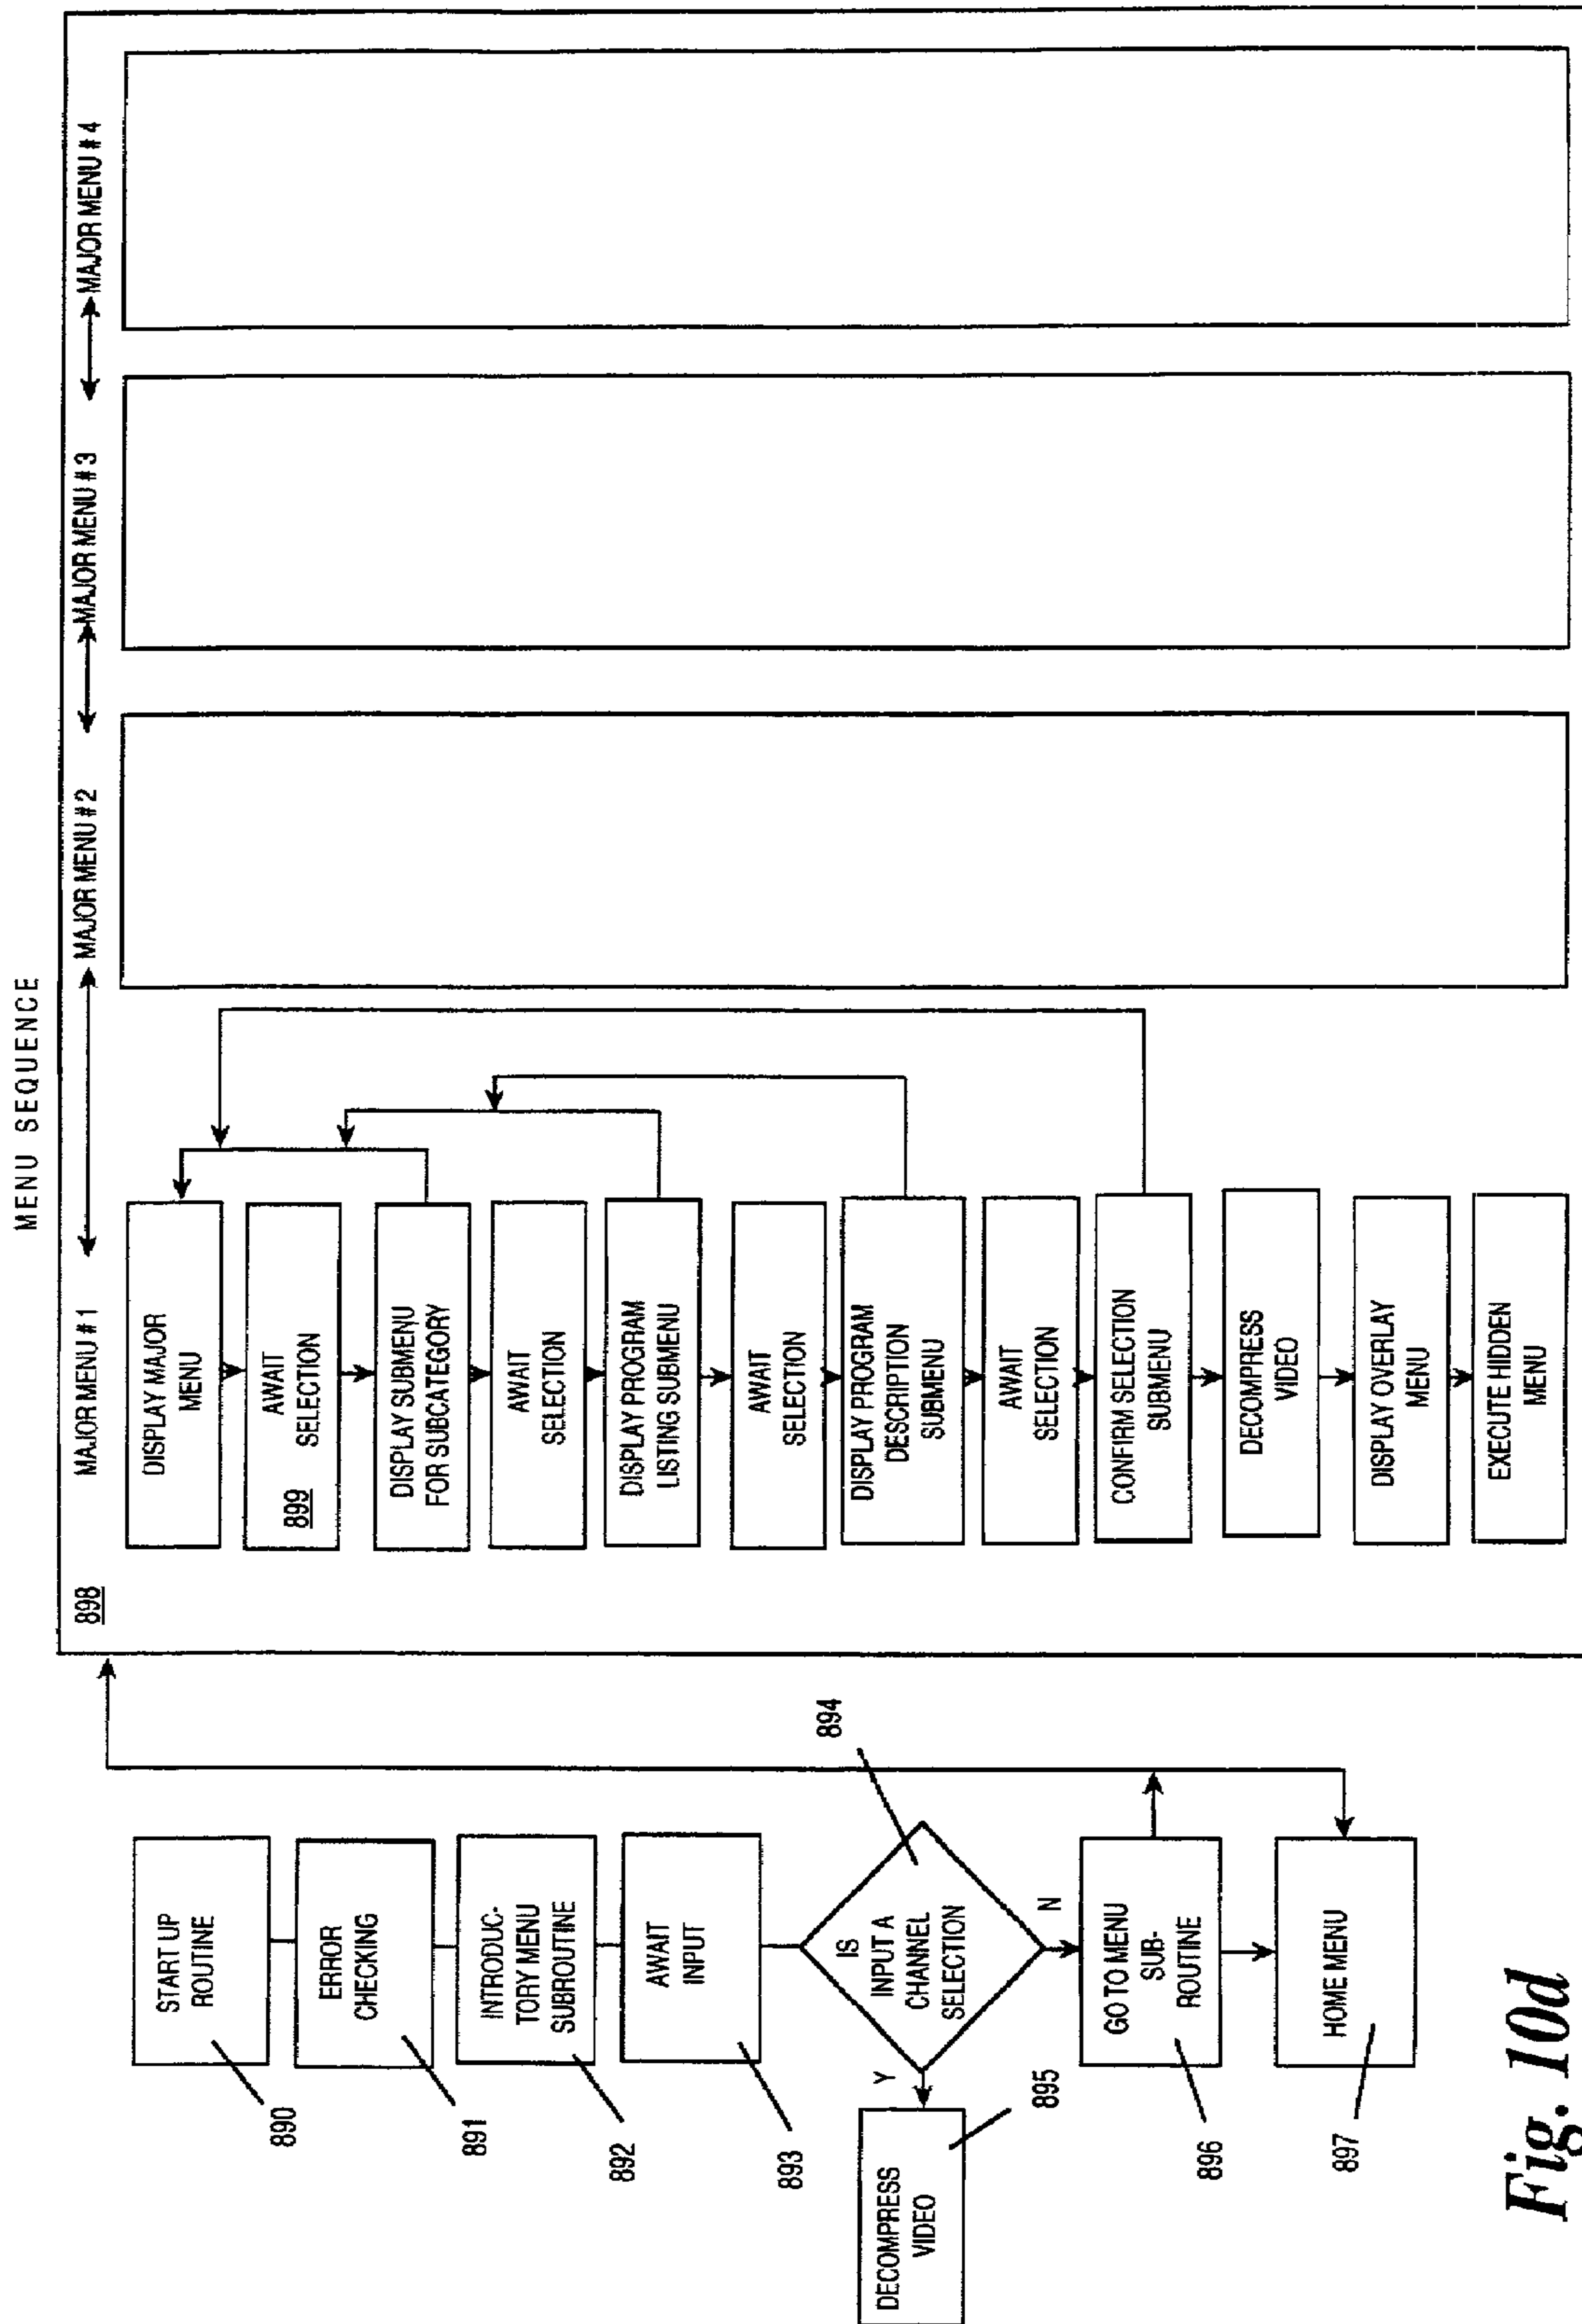 MENU SEQUENCE
START UP
ROUTINE
890
ERROR
CHECKING
891
INTRODUC-
TORY MENU
SUBROUTINE
892
AWAIT
INPUT
893
IS
INPUT A
CHANNEL
SELECTION
894
Y
N
DECOMPRESS
VIDEO
895
GO TO MENU
SUB-
ROUTINE
896
HOME MENU
897
898
MAJOR MENU # 1
MAJOR MENU # 2
MAJOR MENU # 3
MAJOR MENU # 4
DISPLAY MAJOR
MENU
AWAIT
SELECTION
899
DISPLAY SUBMENU
FOR SUBCATEGORY
AWAIT
SELECTION
DISPLAY PROGRAM
LISTING SUBMENU
AWAIT
SELECTION
DISPLAY PROGRAM
DESCRIPTION
SUBMENU
AWAIT
SELECTION
CONFIRM SELECTION
SUBMENU
DECOMPRESS
VIDEO
DISPLAY OVERLAY
MENU
EXECUTE HIDDEN
MENU
Fig. 10d